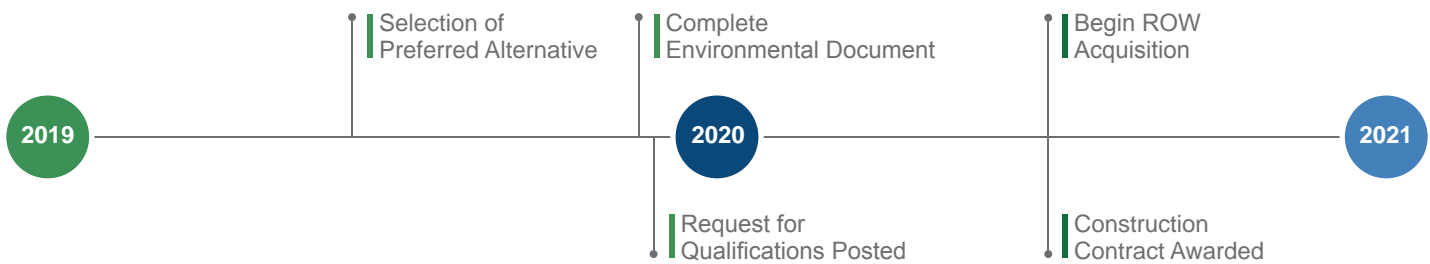 Selection of
Preferred Alternative
Complete
Environmental Document
Begin ROW
Acquisition
2019
2020
2021
Request for
Qualifications Posted
Construction
Contract Awarded